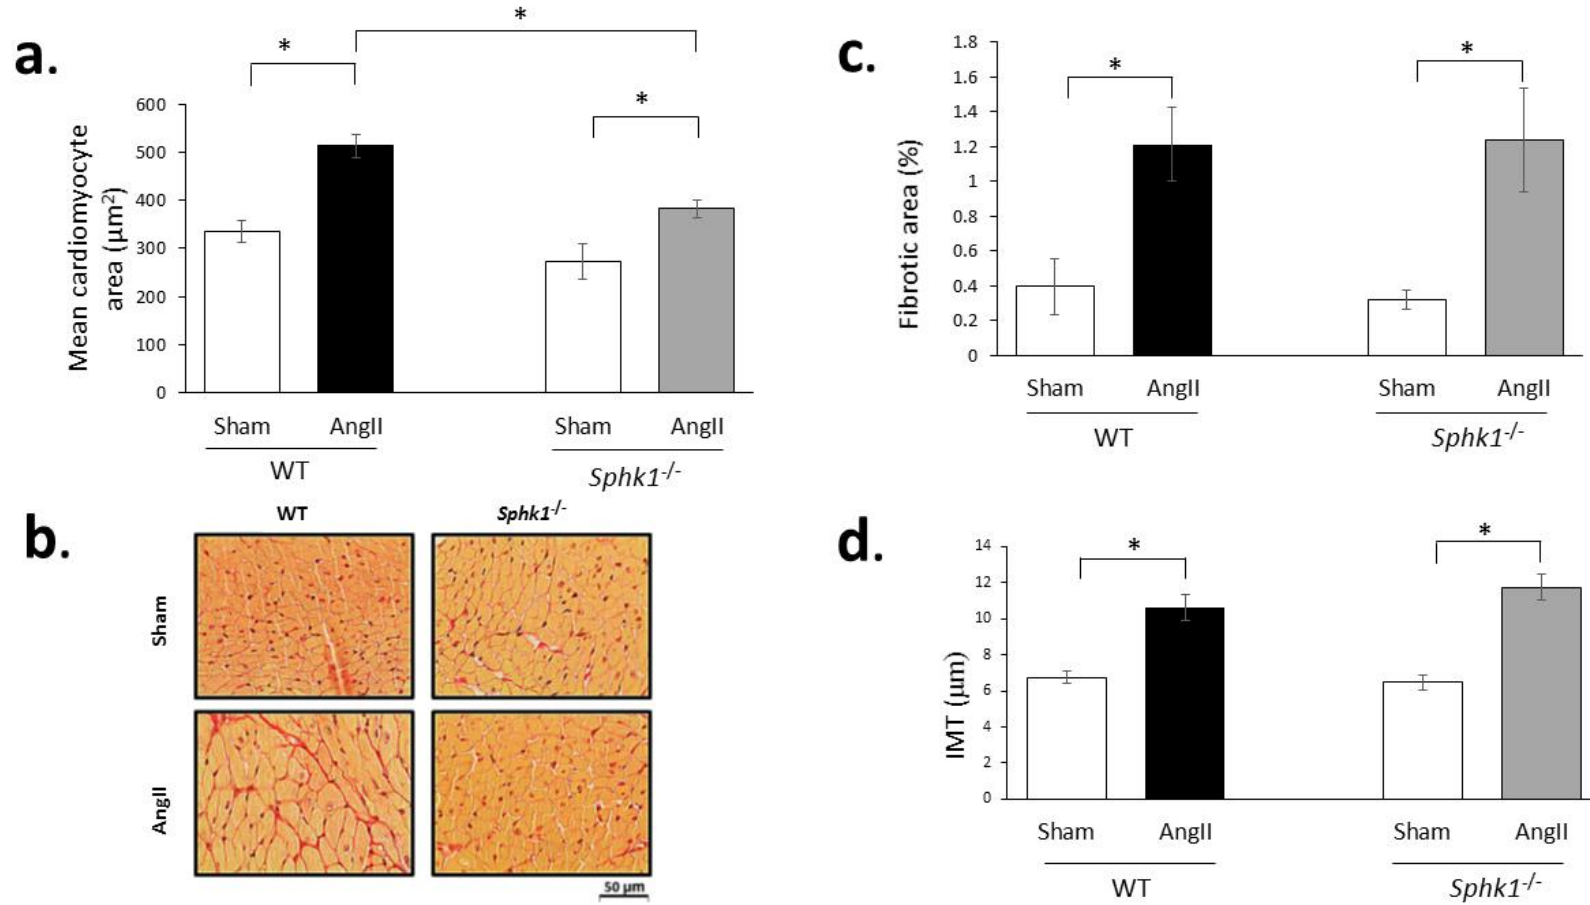 a.
*
*
*
Mean cardiomyocyte
area (µm²)
600
500
400
300
200
100
0
Sham
AngII
Sham
AngII
WT
Sphk1-/-
b.
WT
Sphk1-/-
Sham
AngII
50 µm
c.
*
*
Fibrotic area (%)
1.8
1.6
1.4
1.2
1
0.8
0.6
0.4
0.2
0
Sham
AngII
Sham
AngII
WT
Sphk1-/-
d.
*
*
IMT (µm)
14
12
10
8
6
4
2
0
Sham
AngII
Sham
AngII
WT
Sphk1-/-